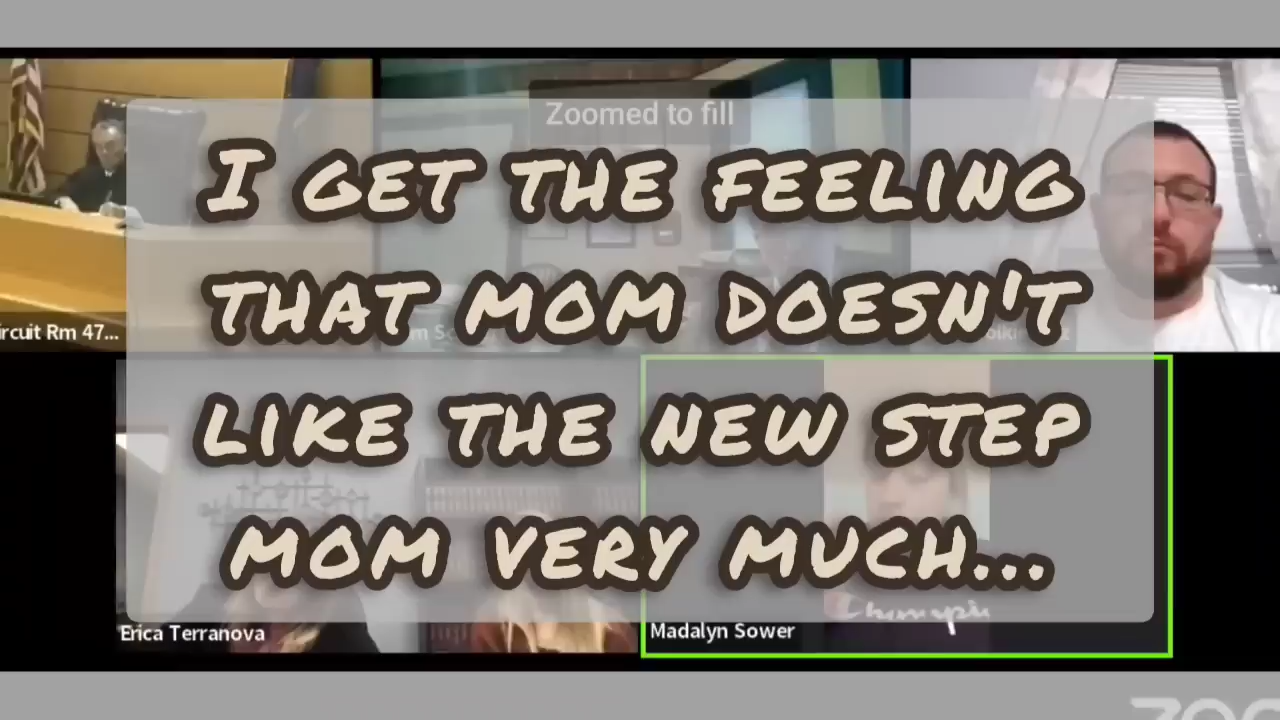 Zoomed to fill
I GET THE FEELING
THAT MOM DOESN'T
LIKE THE NEW STEP
MOM VERY MUCH...
ircuit Rm 47...
Erica Terranova
Madalyn Sower